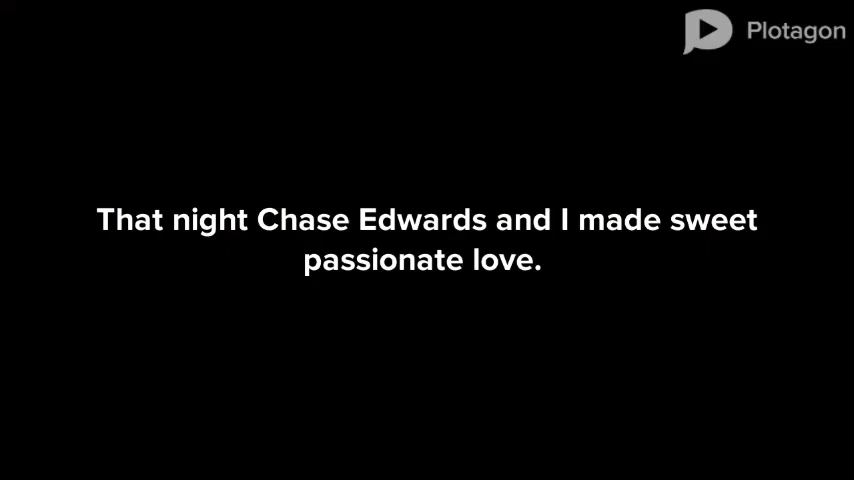 Plotagon
That night Chase Edwards and I made sweet
passionate love.